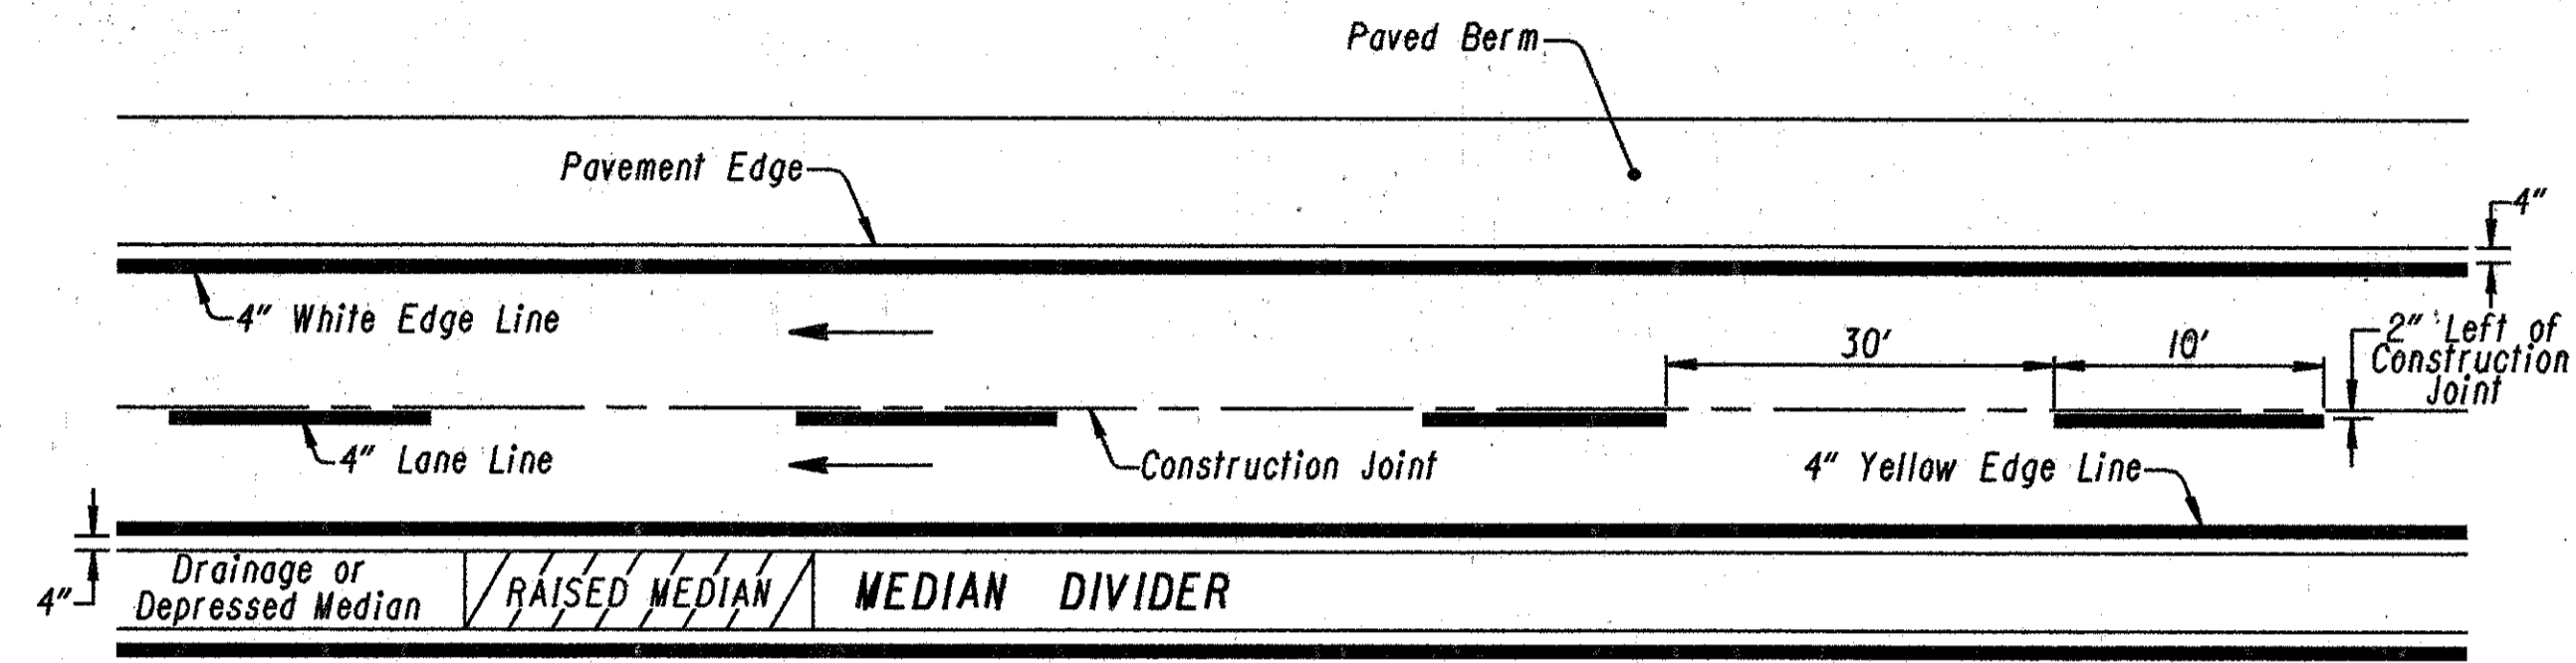 Paved Berm
Pavement Edge
4"
4" White Edge Line
2" Left of
Construction
Joint
30'
10'
4" Lane Line
Construction Joint
4" Yellow Edge Line
Drainage or
Depressed Median
RAISED MEDIAN
MEDIAN DIVIDER
4"